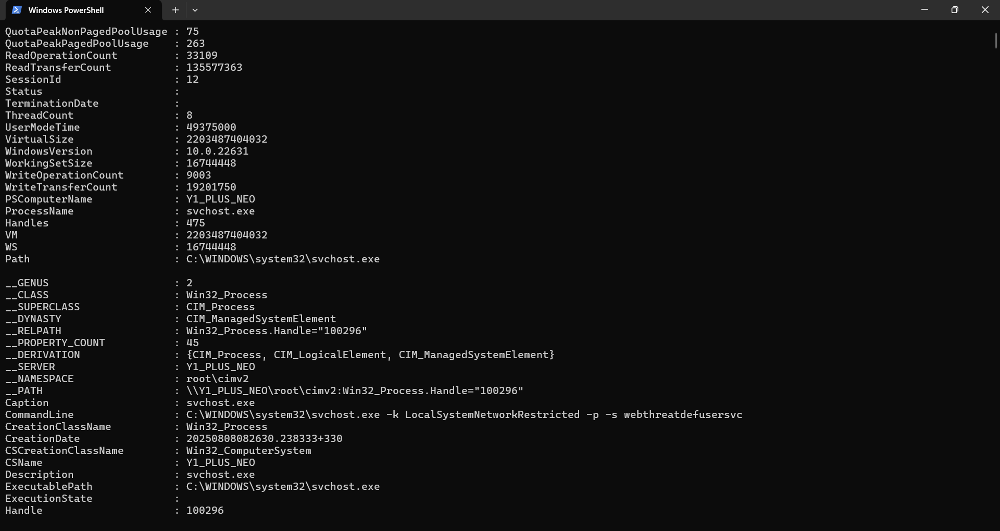 Windows PowerShell
QuotaPeakNonPagedPoolUsage : 75
QuotaPeakPagedPoolUsage : 263
ReadOperationCount : 33109
ReadTransferCount : 135577363
SessionId : 12
Status :
TerminationDate :
ThreadCount : 8
UserModeTime : 49375000
VirtualSize : 2203487404032
WindowsVersion : 10.0.22631
WorkingSetSize : 16744448
WriteOperationCount : 9003
WriteTransferCount : 19201750
PSComputerName : Y1_PLUS_NEO
ProcessName : svchost.exe
Handles : 475
VM : 2203487404032
WS : 16744448
Path : C:\WINDOWS\system32\svchost.exe
__GENUS : 2
__CLASS : Win32_Process
__SUPERCLASS : CIM_Process
__DYNASTY : CIM_ManagedSystemElement
__RELPATH : Win32_Process.Handle="100296"
__PROPERTY_COUNT : 45
__DERIVATION : {CIM_Process, CIM_LogicalElement, CIM_ManagedSystemElement}
__SERVER : Y1_PLUS_NEO
__NAMESPACE : root\cimv2
__PATH : \\Y1_PLUS_NEO\root\cimv2:Win32_Process.Handle="100296"
Caption : svchost.exe
CommandLine : C:\WINDOWS\system32\svchost.exe -k LocalSystemNetworkRestricted -p -s webthreatdefusersvc
CreationClassName : Win32_Process
CreationDate : 20250808082630.238333+330
CSCreationClassName : Win32_ComputerSystem
CSName : Y1_PLUS_NEO
Description : svchost.exe
ExecutablePath : C:\WINDOWS\system32\svchost.exe
ExecutionState :
Handle : 100296